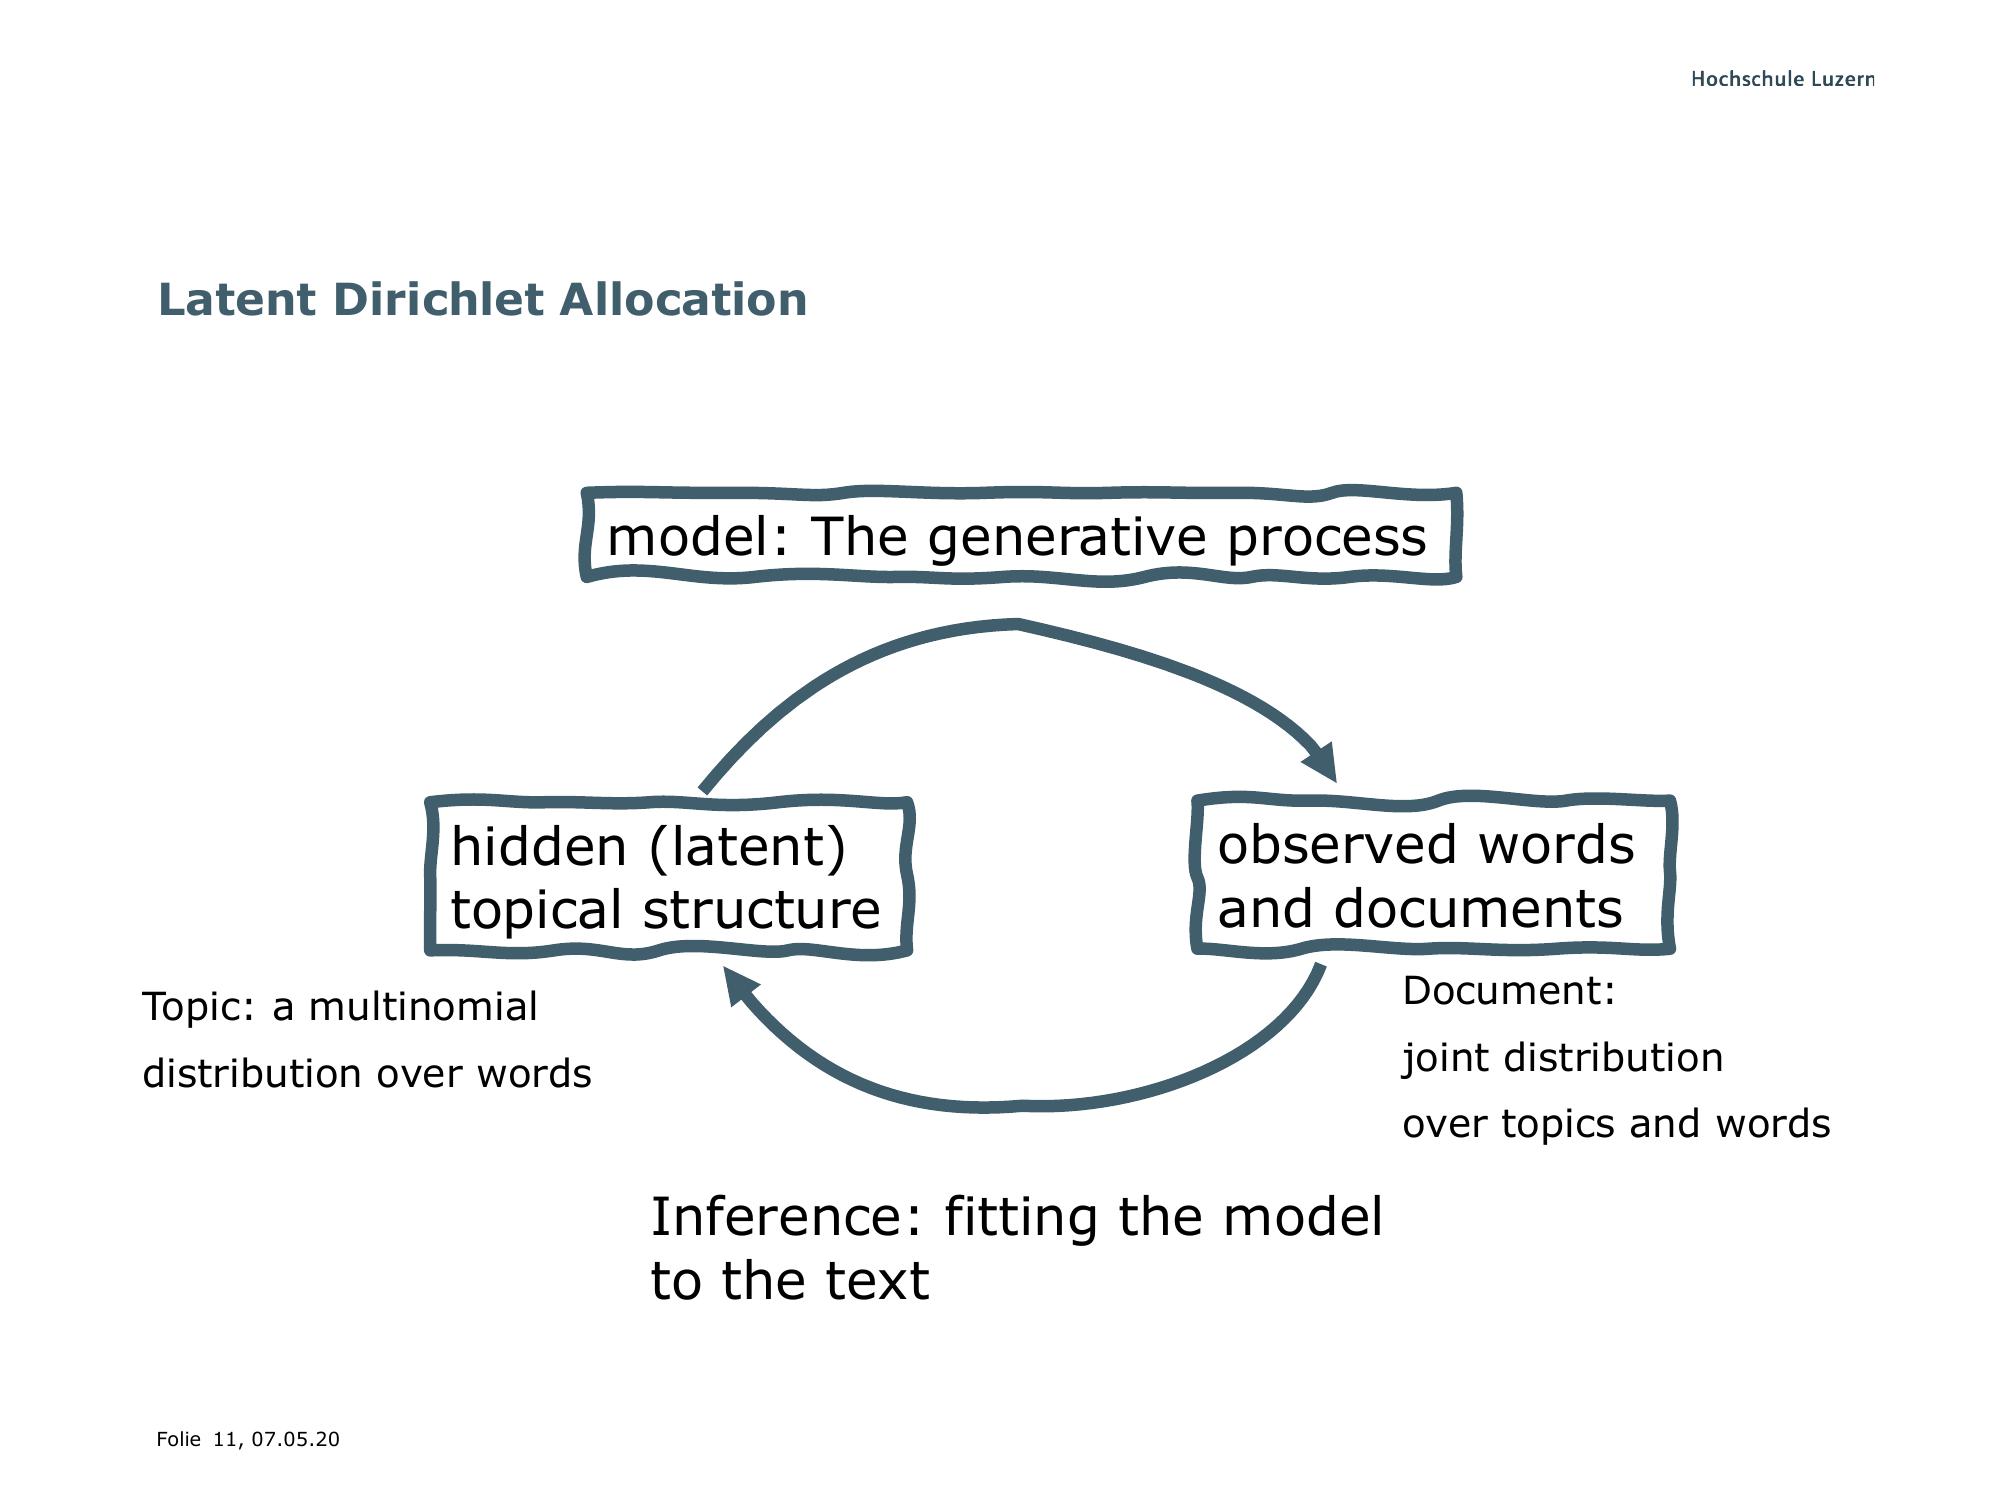 Hochschule Luzern
Latent Dirichlet Allocation
model: The generative process
hidden (latent)
topical structure
observed words
and documents
Topic: a multinomial
distribution over words
Document:
joint distribution
over topics and words
Inference: fitting the model
to the text
Folie 11, 07.05.20